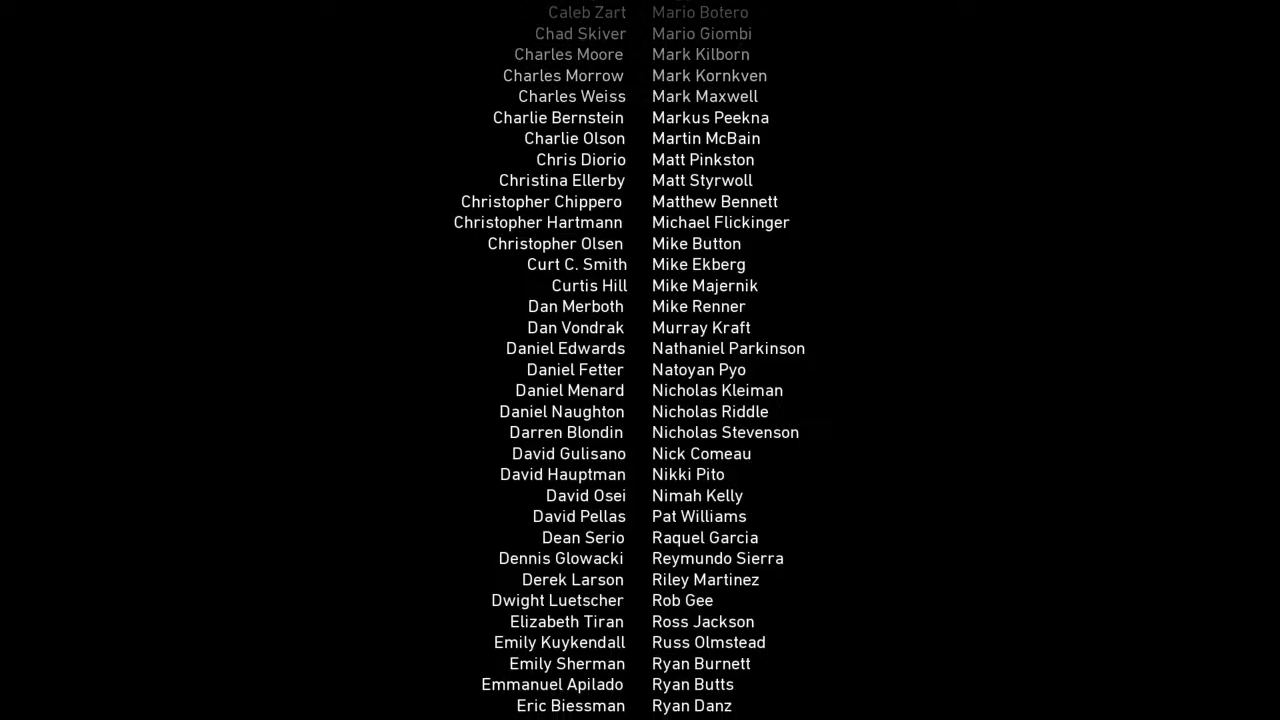 Caleb Zart Mario Botero
Chad Skiver Mario Giombi
Charles Moore Mark Kilborn
Charles Morrow Mark Kornkven
Charles Weiss Mark Maxwell
Charlie Bernstein Markus Peekna
Charlie Olson Martin McBain
Chris Diorio Matt Pinkston
Christina Ellerby Matt Styrwoll
Christopher Chippero Matthew Bennett
Christopher Hartmann Michael Flickinger
Christopher Olsen Mike Button
Curt C. Smith Mike Ekberg
Curtis Hill Mike Majernik
Dan Merboth Mike Renner
Dan Vondrak Murray Kraft
Daniel Edwards Nathaniel Parkinson
Daniel Fetter Natoyan Pyo
Daniel Menard Nicholas Kleiman
Daniel Naughton Nicholas Riddle
Darren Blondin Nicholas Stevenson
David Gulisano Nick Comeau
David Hauptman Nikki Pito
David Osei Nimah Kelly
David Pellas Pat Williams
Dean Serio Raquel Garcia
Dennis Glowacki Reymundo Sierra
Derek Larson Riley Martinez
Dwight Luetscher Rob Gee
Elizabeth Tiran Ross Jackson
Emily Kuykendall Russ Olmstead
Emily Sherman Ryan Burnett
Emmanuel Apilado Ryan Butts
Eric Biessman Ryan Danz